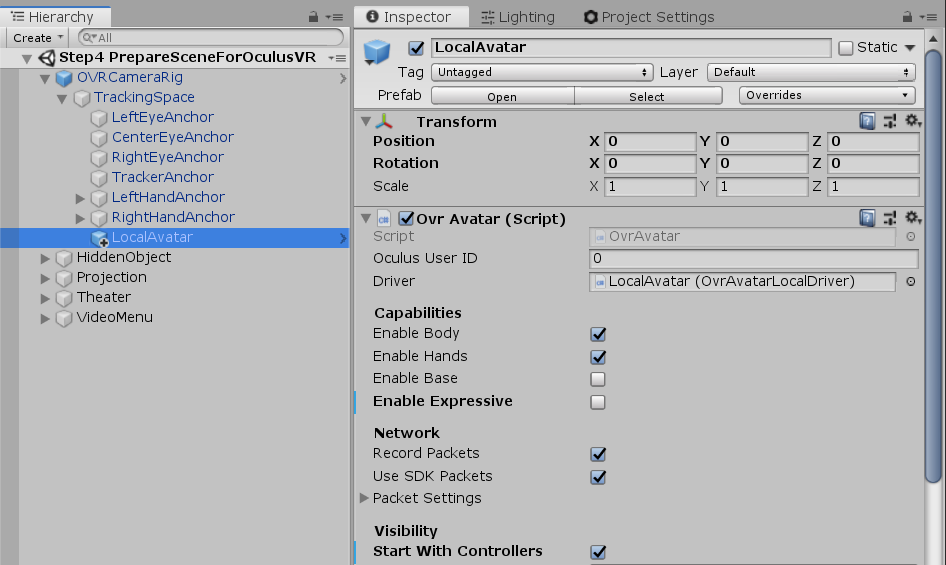 Hierarchy
Create
All
Step4 PrepareSceneForOculusVR
OVRCameraRig
TrackingSpace
LeftEyeAnchor
CenterEyeAnchor
RightEyeAnchor
TrackerAnchor
LeftHandAnchor
RightHandAnchor
LocalAvatar
HiddenObject
Projection
Theater
VideoMenu
Inspector Lighting Project Settings
LocalAvatar Static
Tag Untagged Layer Default
Prefab Open Select Overrides
Transform
Position X 0 Y 0 Z 0
Rotation X 0 Y 0 Z 0
Scale X 1 Y 1 Z 1
Ovr Avatar (Script)
Script OvrAvatar
Oculus User ID 0
Driver LocalAvatar (OvrAvatarLocalDriver)
Capabilities
Enable Body
Enable Hands
Enable Base
Enable Expressive
Network
Record Packets
Use SDK Packets
Packet Settings
Visibility
Start With Controllers